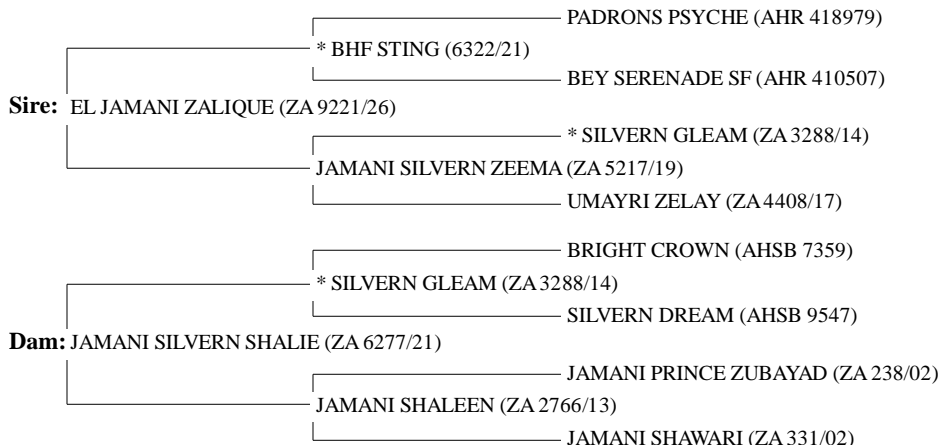 PADRONS PSYCHE (AHR 418979)
* BHF STING (6322/21)
BEY SERENADE SF (AHR 410507)
Sire: EL JAMANI ZALIQUE (ZA 9221/26)
* SILVERN GLEAM (ZA 3288/14)
JAMANI SILVERN ZEEMA (ZA 5217/19)
UMAYRI ZELAY (ZA 4408/17)
BRIGHT CROWN (AHSB 7359)
* SILVERN GLEAM (ZA 3288/14)
SILVERN DREAM (AHSB 9547)
Dam: JAMANI SILVERN SHALIE (ZA 6277/21)
JAMANI PRINCE ZUBAYAD (ZA 238/02)
JAMANI SHALEEN (ZA 2766/13)
JAMANI SHAWARI (ZA 331/02)